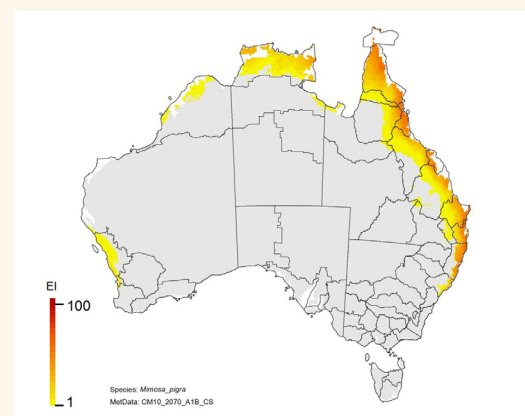 EI
100
1
Species: Mimosa_pigra
MetData: CM10_2070_A1B_CS